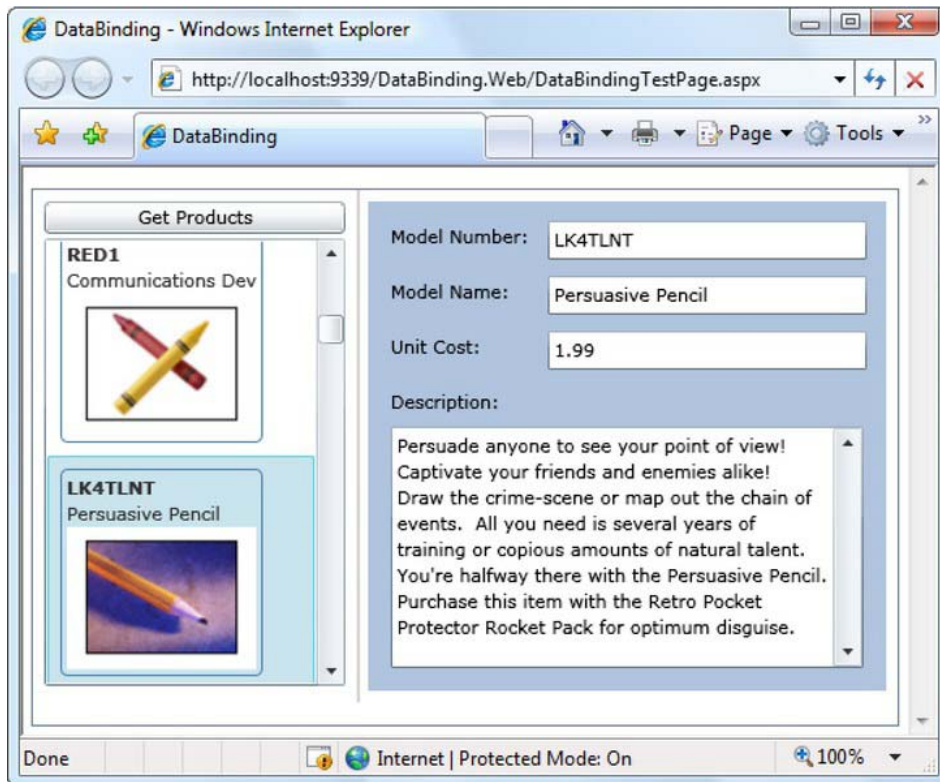 DataBinding - Windows Internet Explorer
http://localhost:9339/DataBinding.Web/DataBindingTestPage.aspx
DataBinding
Page
Tools
Get Products
RED1
Communications Dev
LK4TLNT
Persuasive Pencil
Model Number:
LK4TLNT
Model Name:
Persuasive Pencil
Unit Cost:
1.99
Description:
Persuade anyone to see your point of view!
Captivate your friends and enemies alike!
Draw the crime-scene or map out the chain of
events.  All you need is several years of
training or copious amounts of natural talent.
You're halfway there with the Persuasive Pencil.
Purchase this item with the Retro Pocket
Protector Rocket Pack for optimum disguise.
Done
Internet | Protected Mode: On
100%